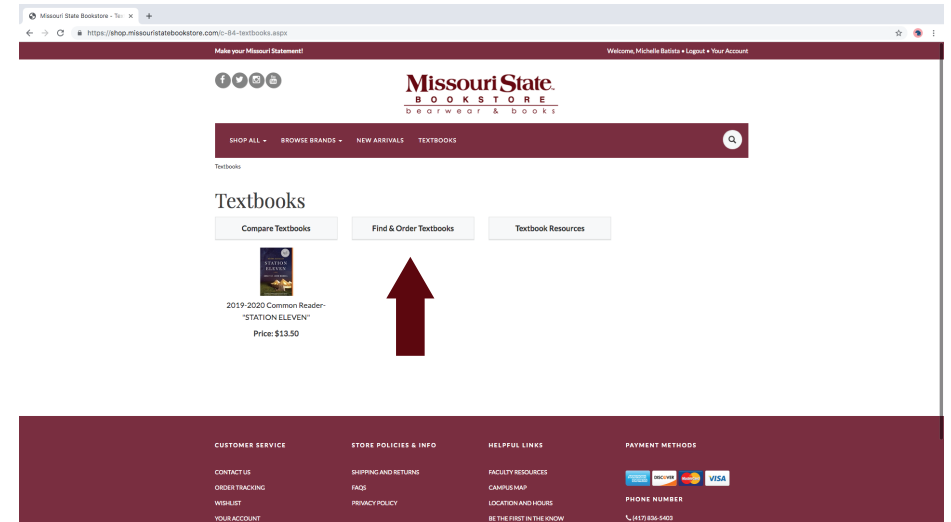 Missouri State Bookstore - Tex
https://shop.missouristatebookstore.com/c-84-textbooks.aspx
Make your Missouri Statement!
Welcome, Michelle Batista • Logout • Your Account
Missouri State
BOOKSTORE
bearwear & books
SHOP ALL BROWSE BRANDS NEW ARRIVALS TEXTBOOKS
Textbooks
Textbooks
Compare Textbooks
Find & Order Textbooks
Textbook Resources
STATION
ELEVEN
2019-2020 Common Reader-
"STATION ELEVEN"
Price: $13.50
CUSTOMER SERVICE
CONTACT US
ORDER TRACKING
WISHLIST
YOUR ACCOUNT
STORE POLICIES & INFO
SHIPPING AND RETURNS
FAQS
PRIVACY POLICY
HELPFUL LINKS
FACULTY RESOURCES
CAMPUS MAP
LOCATION AND HOURS
BE THE FIRST IN THE KNOW
PAYMENT METHODS
DISCOVER
VISA
PHONE NUMBER
(417) 836-5403